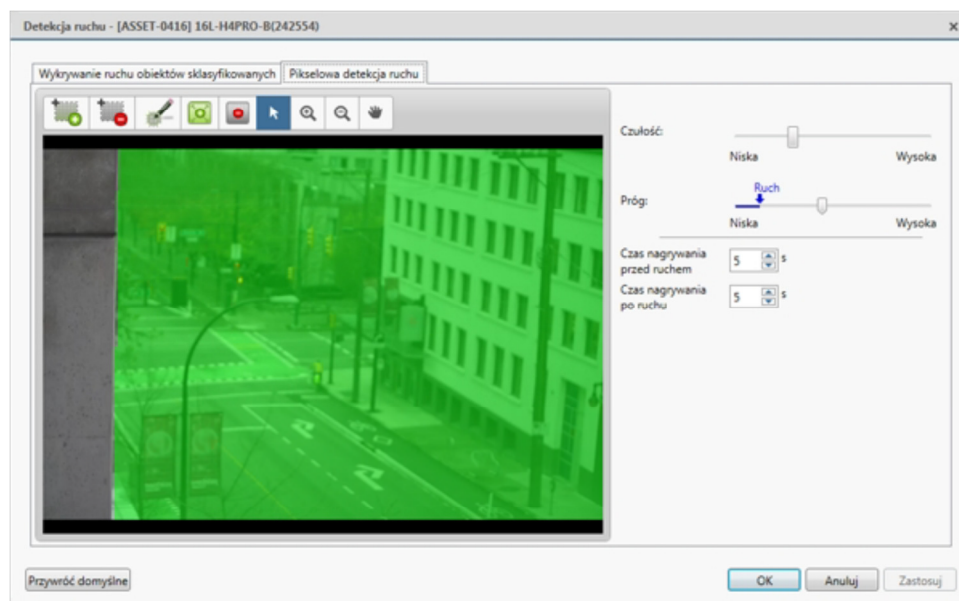 Detekcja ruchu - [ASSET-0416] 16L-H4PRO-B(242554)
Wykrywanie ruchu obiektów sklasyfikowanych
Pikselowa detekcja ruchu
Czułość:
Niska
Wysoka
Ruch
Próg:
Niska
Wysoka
Czas nagrywania
przed ruchem
5
s
Czas nagrywania
po ruchu
5
s
Przywróć domyślne
OK
Anuluj
Zastosuj